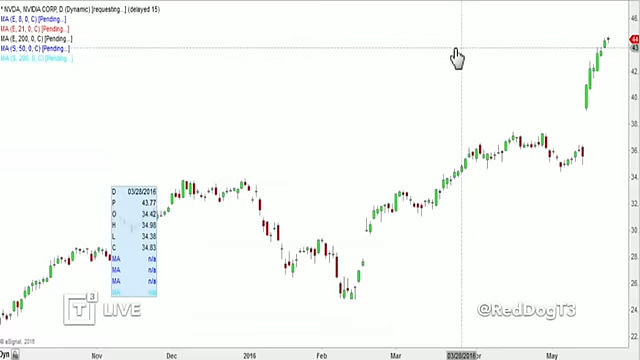 * NVDA, NVIDIA CORP, D (Dynamic) [requesting...] (delayed 15)
MA (E, 8, 0, C) [Pending...]
MA (E, 21, 0, C) [Pending...]
MA (E, 200, 0, C) [Pending...]
MA (S, 50, 0, C) [Pending...]
MA (S, 200, 0, C) [Pending...]
46
44
43
42
40
38
36
34
32
30
28
26
24
22
03/28/2016
P 43.77
O 34.42
H 34.98
L 34.38
C 34.83
MA n/a
MA n/a
MA n/a
MA n/a
T3 LIVE
@RedDogT3
© eSignal, 2016
Dyn
Nov
Dec
2016
Feb
Mar
03/28/2016
May